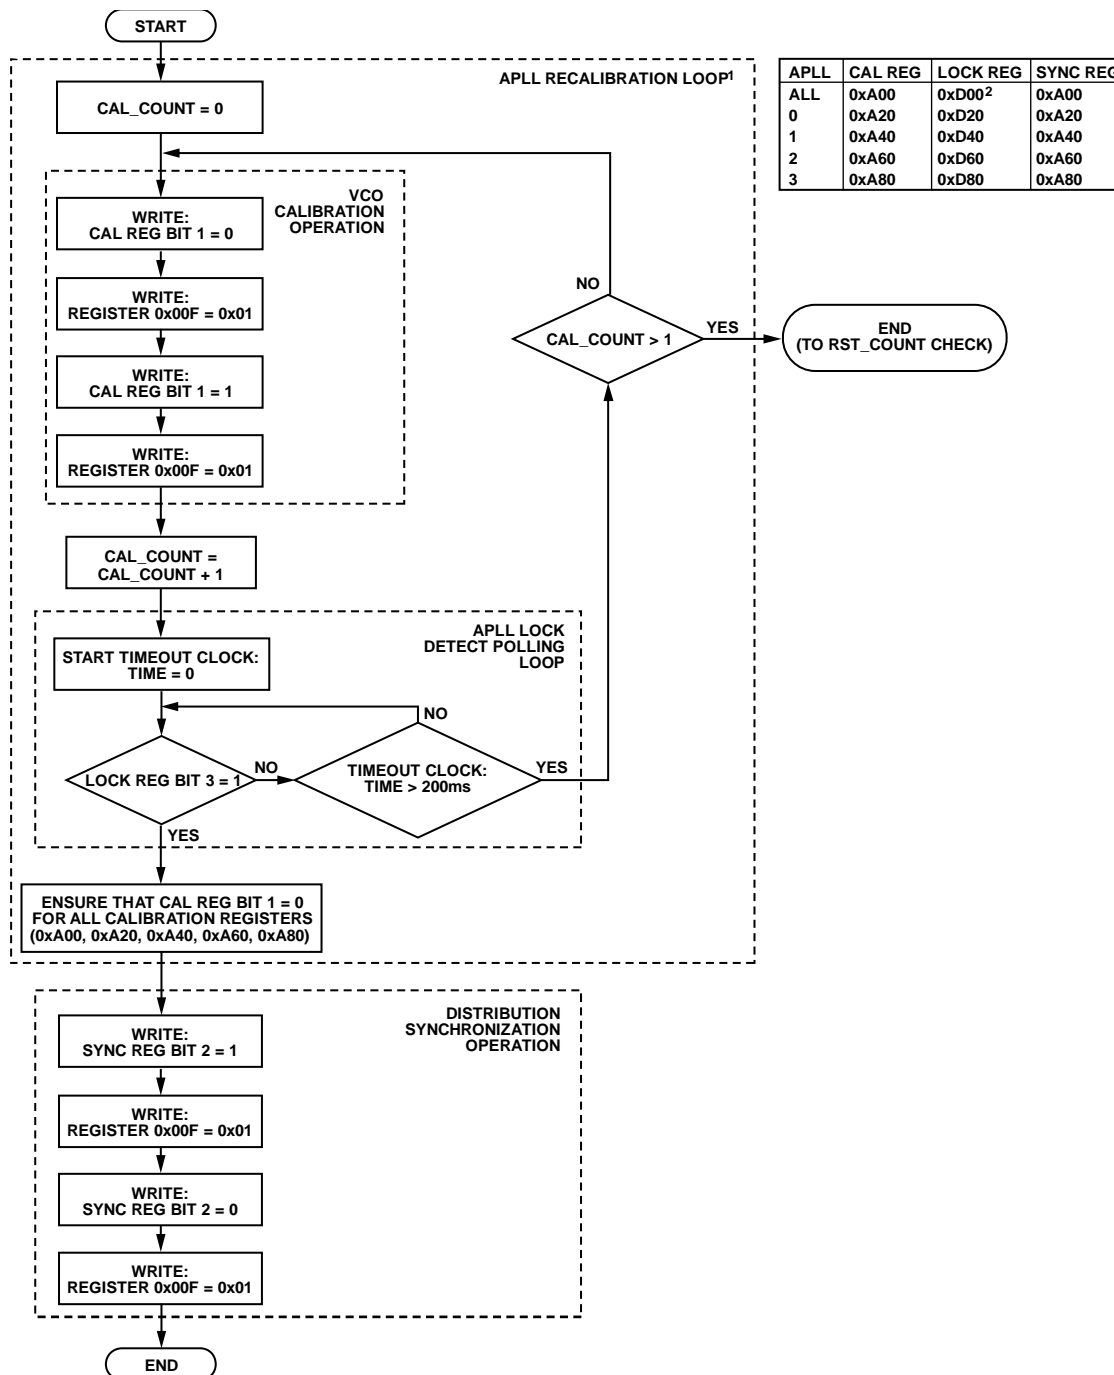 START
APLL RECALIBRATION LOOP1
CAL_COUNT = 0
VCO
CALIBRATION
OPERATION
WRITE:
CAL REG BIT 1 = 0
WRITE:
REGISTER 0x00F = 0x01
WRITE:
CAL REG BIT 1 = 1
WRITE:
REGISTER 0x00F = 0x01
CAL_COUNT =
CAL_COUNT + 1
APLL LOCK
DETECT POLLING
LOOP
START TIMEOUT CLOCK:
TIME = 0
NO
LOCK REG BIT 3 = 1
NO
TIMEOUT CLOCK:
TIME > 200ms
YES
YES
NO
CAL_COUNT > 1
YES
END
(TO RST_COUNT CHECK)
ENSURE THAT CAL REG BIT 1 = 0
FOR ALL CALIBRATION REGISTERS
(0xA00, 0xA20, 0xA40, 0xA60, 0xA80)
DISTRIBUTION
SYNCHRONIZATION
OPERATION
WRITE:
SYNC REG BIT 2 = 1
WRITE:
REGISTER 0x00F = 0x01
WRITE:
SYNC REG BIT 2 = 0
WRITE:
REGISTER 0x00F = 0x01
END
APLL CAL REG LOCK REG SYNC REG
ALL 0xA00 0xD002 0xA00
0 0xA20 0xD20 0xA20
1 0xA40 0xD40 0xA40
2 0xA60 0xD60 0xA60
3 0xA80 0xD80 0xA80